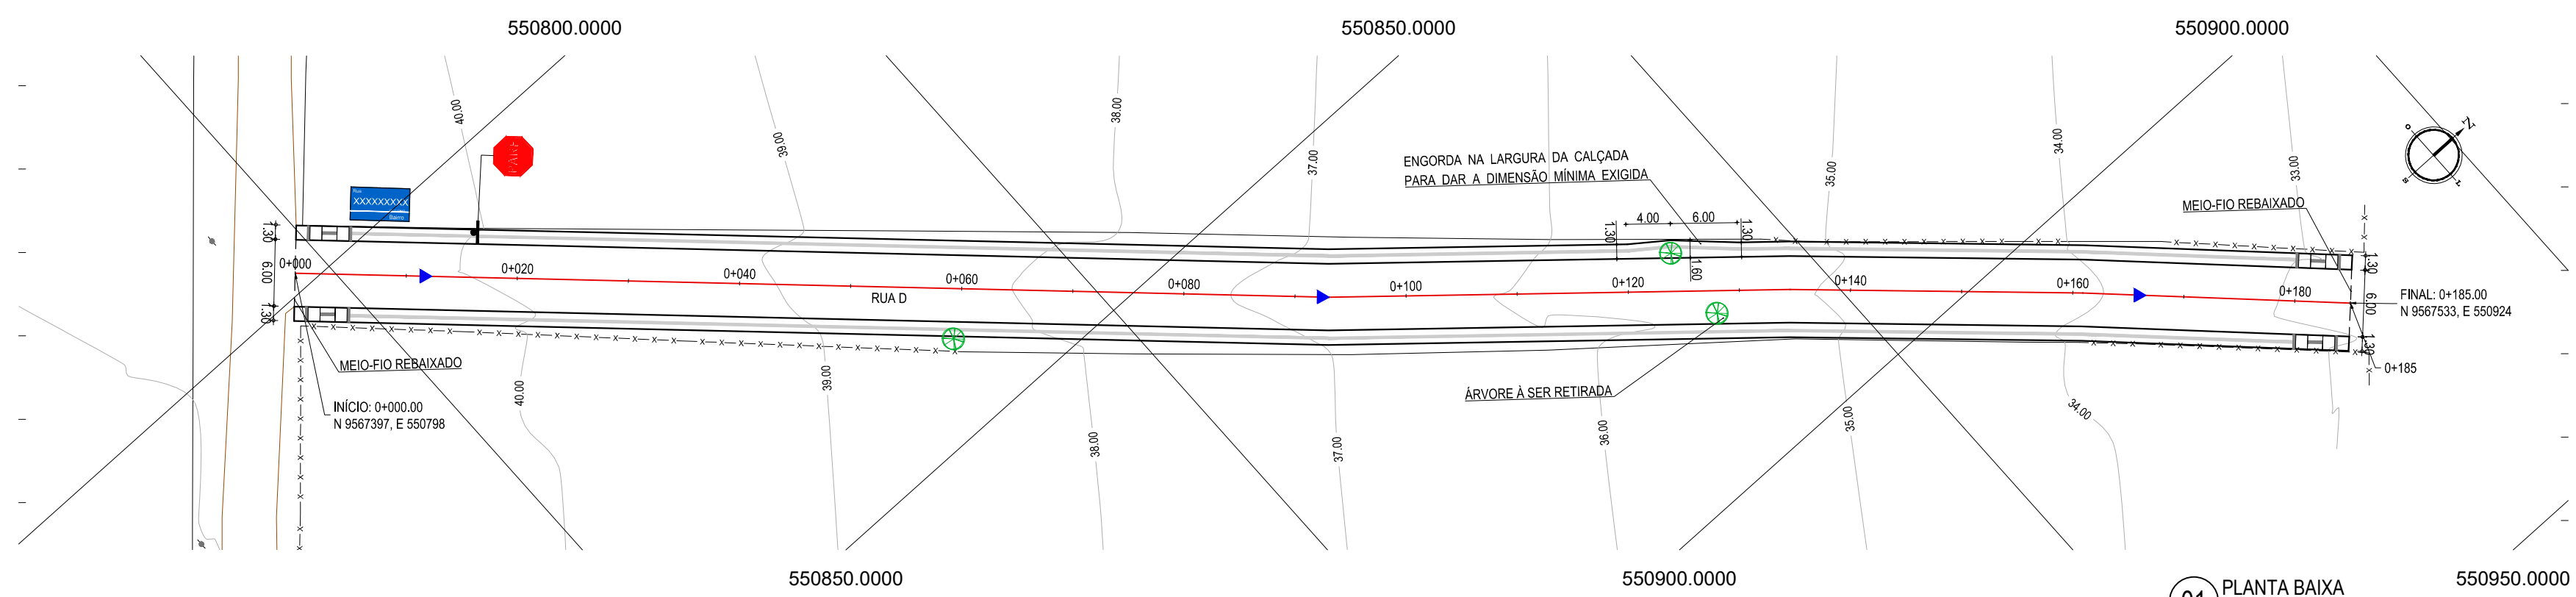 550800.0000
550850.0000
550900.0000
40.00
39.00
38.00
37.00
35.00
34.00
33.00
PARE
Rua
XXXXXXXXX
Bairro
ENGORDA NA LARGURA DA CALÇADA
PARA DAR A DIMENSÃO MÍNIMA EXIGIDA
4.00
6.00
1.30
1.30
1.60
MEIO-FIO REBAIXADO
N
1.30
6.00
1.30
0+000
0+020
0+040
0+060
0+080
0+100
0+120
0+140
0+160
0+180
RUA D
1.30
6.00
1.30
FINAL: 0+185.00
N 9567533, E 550924
0+185
MEIO-FIO REBAIXADO
INÍCIO: 0+000.00
N 9567397, E 550798
ÁRVORE À SER RETIRADA
40.00
39.00
38.00
37.00
36.00
35.00
34.00
550850.0000
550900.0000
550950.0000
01
PLANTA BAIXA